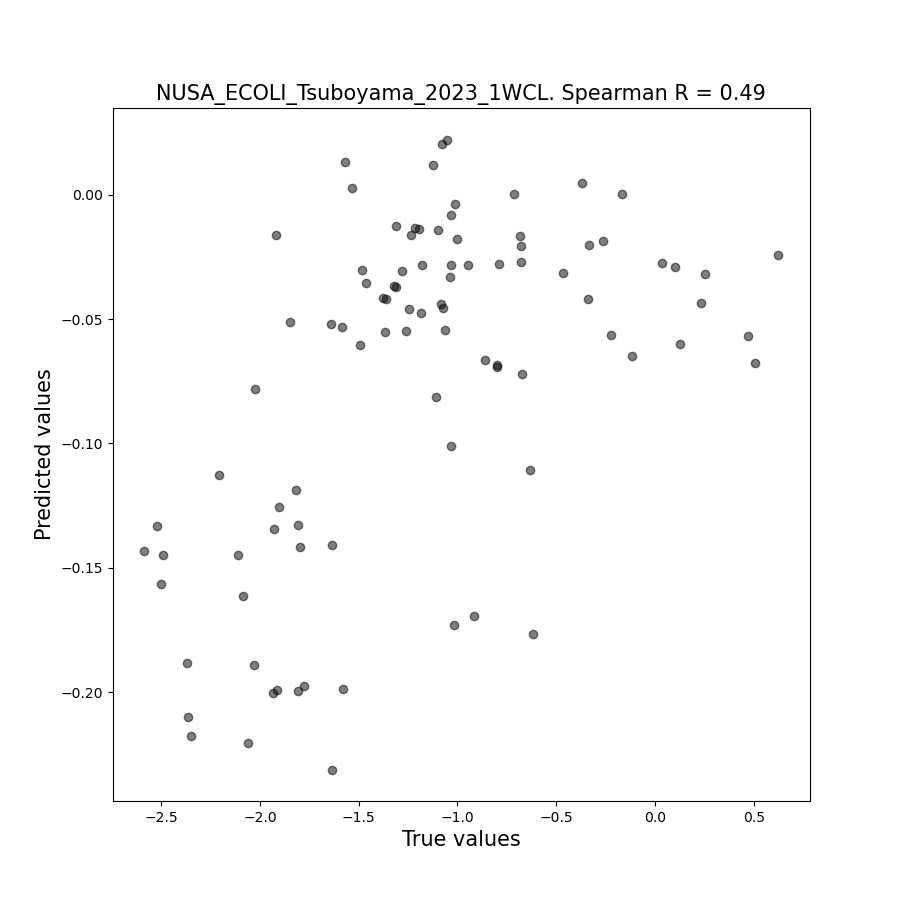 NUSA_ECOLI_Tsuboyama_2023_1WCL. Spearman R = 0.49
Predicted values
0.00
−0.05
−0.10
−0.15
−0.20
−2.5 −2.0 −1.5 −1.0 −0.5 0.0 0.5
True values